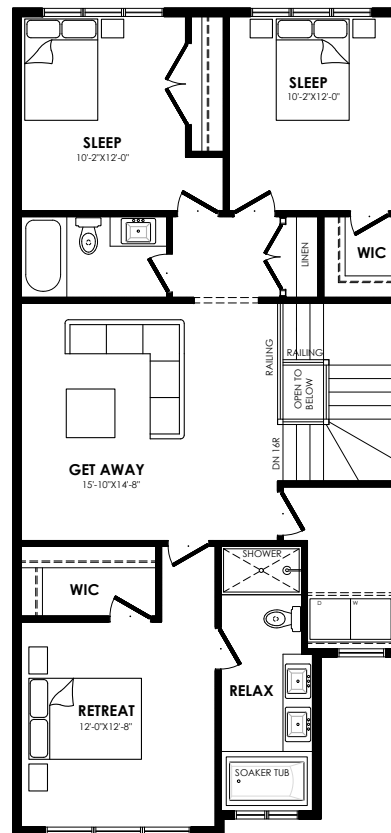 SLEEP
10'-2"X12'-0"
SLEEP
10'-2"X12'-0"
WIC
LINEN
RAILING
RAILING
OPEN TO
BELOW
DN 16R
GET AWAY
15'-10"X14'-8"
SHOWER
WIC
D
W
RELAX
RETREAT
12'-0"X12'-8"
SOAKER TUB